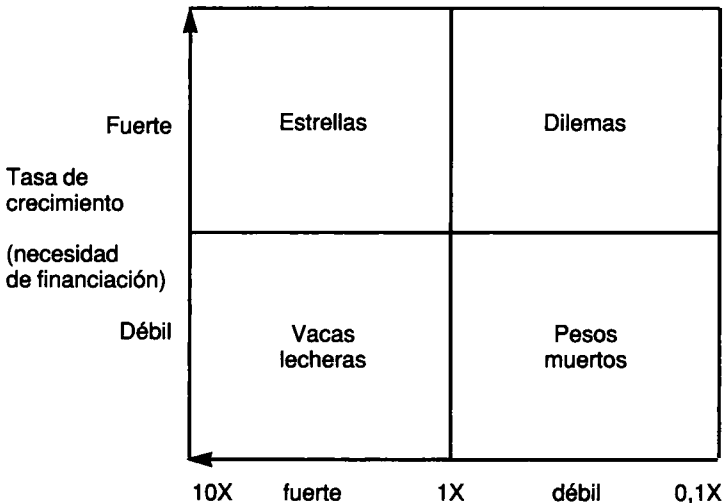 Fuerte
Estrellas
Dilemas
Tasa de
crecimiento
(necesidad
de financiación)
Débil
Vacas
lecheras
Pesos
muertos
10X fuerte 1X débil 0,1X